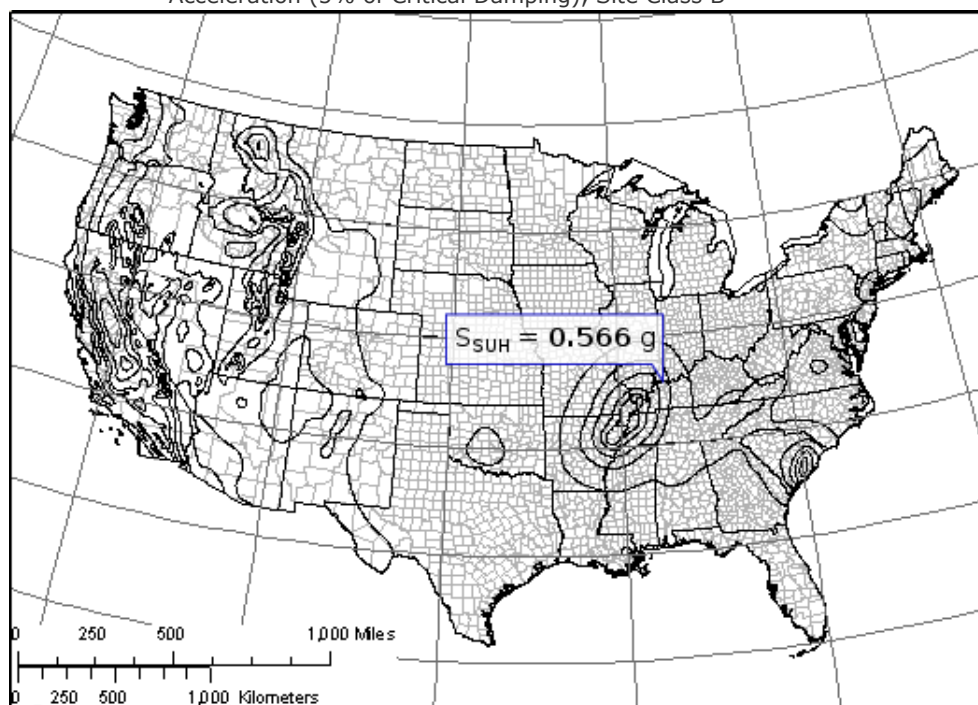 Acceleration (5% of Critical Damping), Site Class B
S_SUH = 0.566 g
0 250 500 1,000 Miles
0 250 500 1,000 Kilometers